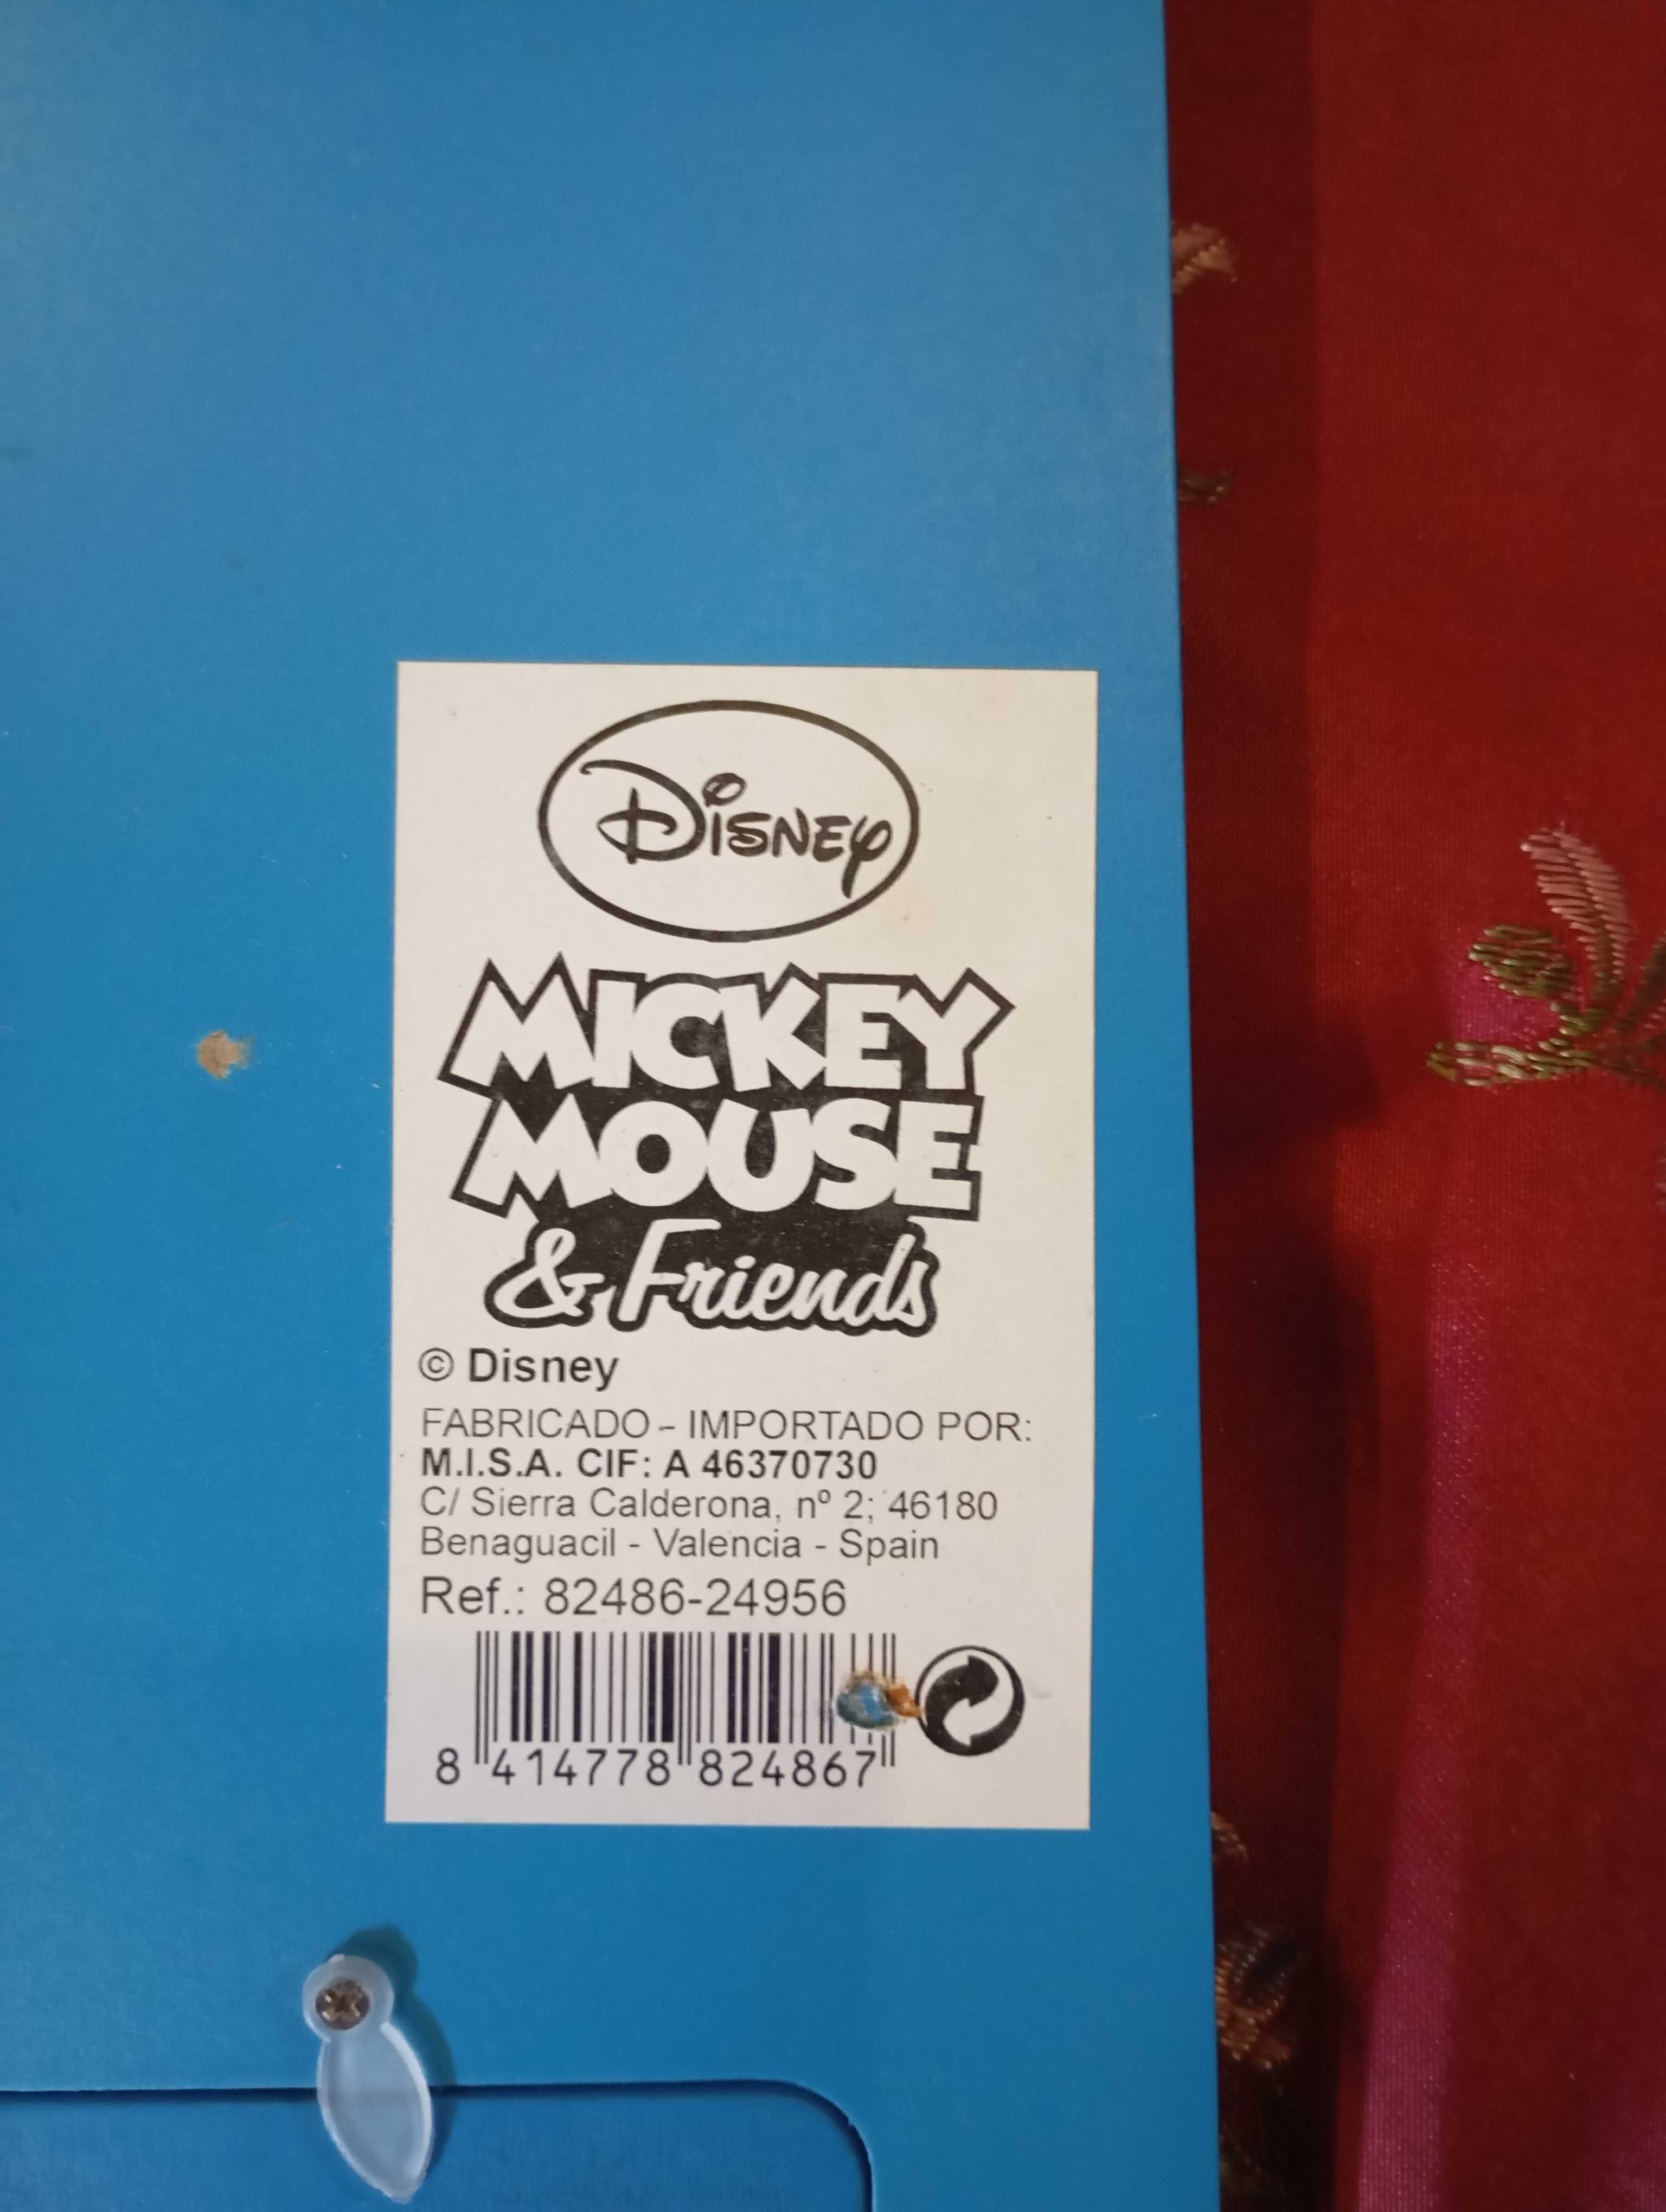 Disney
MICKEY
MOUSE
& Friends
© Disney
FABRICADO - IMPORTADO POR:
M.I.S.A. CIF: A 46370730
C/ Sierra Calderona, nº 2; 46180
Benaguacil - Valencia - Spain
Ref.: 82486-24956
8 414778 824867